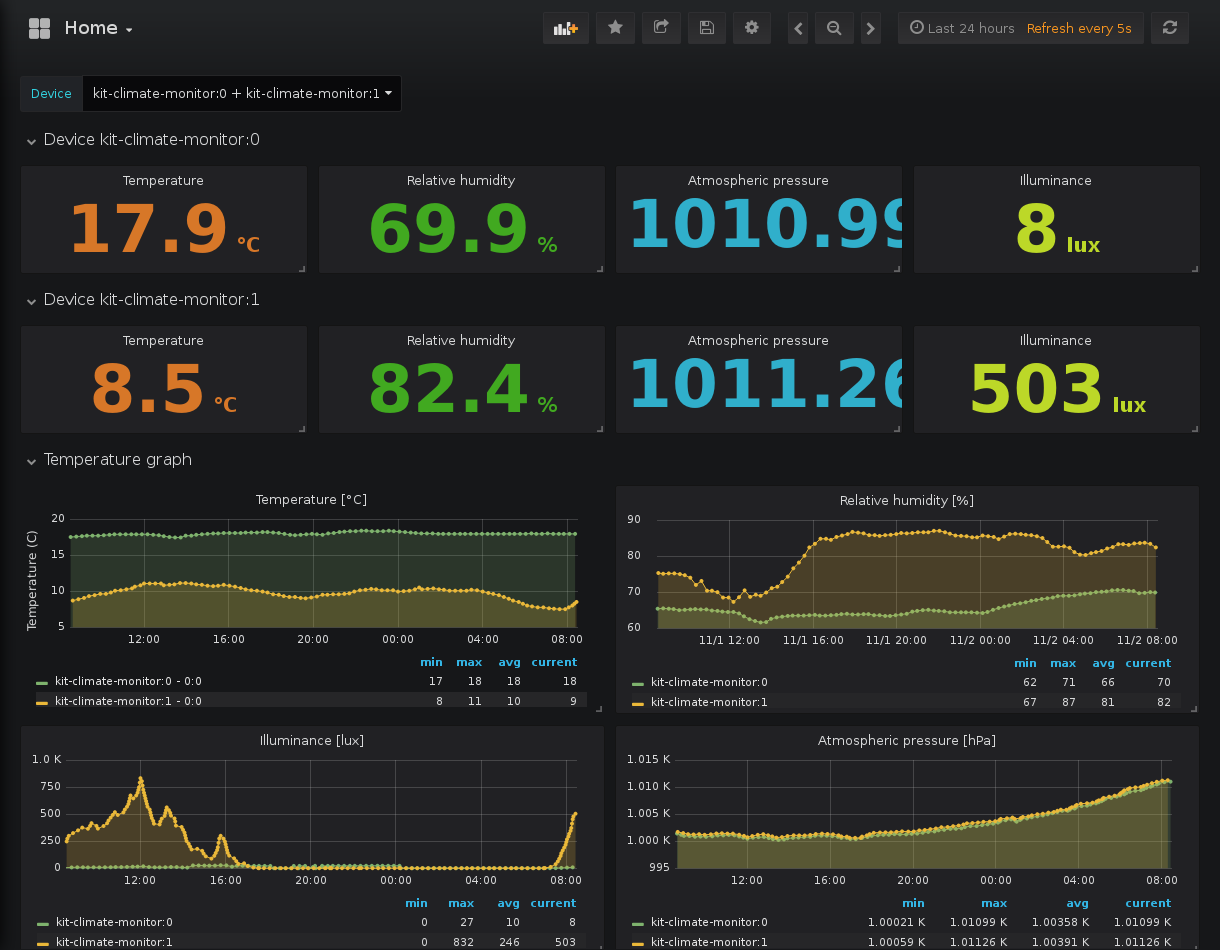 Home
Last 24 hours Refresh every 5s
Device kit-climate-monitor:0 + kit-climate-monitor:1
Device kit-climate-monitor:0
Temperature Relative humidity Atmospheric pressure Illuminance
17.9 °C 69.9 % 1010.99 8 lux
Device kit-climate-monitor:1
Temperature Relative humidity Atmospheric pressure Illuminance
8.5 °C 82.4 % 1011.26 503 lux
Temperature graph
Temperature [°C]
Temperature (C)
20
15
10
5
12:00 16:00 20:00 00:00 04:00 08:00
min max avg current
kit-climate-monitor:0 - 0:0 17 18 18 18
kit-climate-monitor:1 - 0:0 8 11 10 9
Relative humidity [%]
90
80
70
60
11/1 12:00 11/1 16:00 11/1 20:00 11/2 00:00 11/2 04:00 11/2 08:00
min max avg current
kit-climate-monitor:0 62 71 66 70
kit-climate-monitor:1 67 87 81 82
Illuminance [lux]
1.0 K
750
500
250
0
12:00 16:00 20:00 00:00 04:00 08:00
min max avg current
kit-climate-monitor:0 0 27 10 8
kit-climate-monitor:1 0 832 246 503
Atmospheric pressure [hPa]
1.015 K
1.010 K
1.005 K
1.000 K
995
12:00 16:00 20:00 00:00 04:00 08:00
min max avg current
kit-climate-monitor:0 1.00021 K 1.01099 K 1.00358 K 1.01099 K
kit-climate-monitor:1 1.00059 K 1.01126 K 1.00391 K 1.01126 K